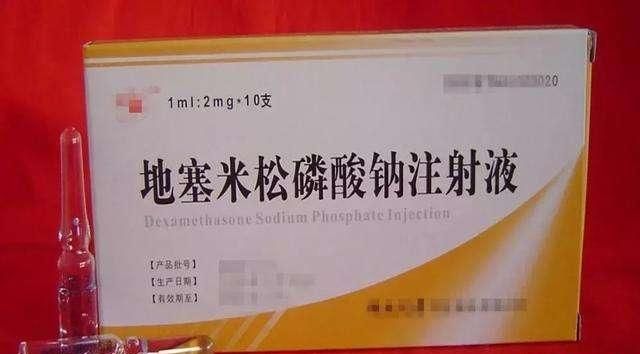 1ml:2mg*10支
020
地塞米松磷酸钠注射液
Dexamethasone Sodium Phosphate Injection
【产品批号】
【生产日期】
【有效期至】